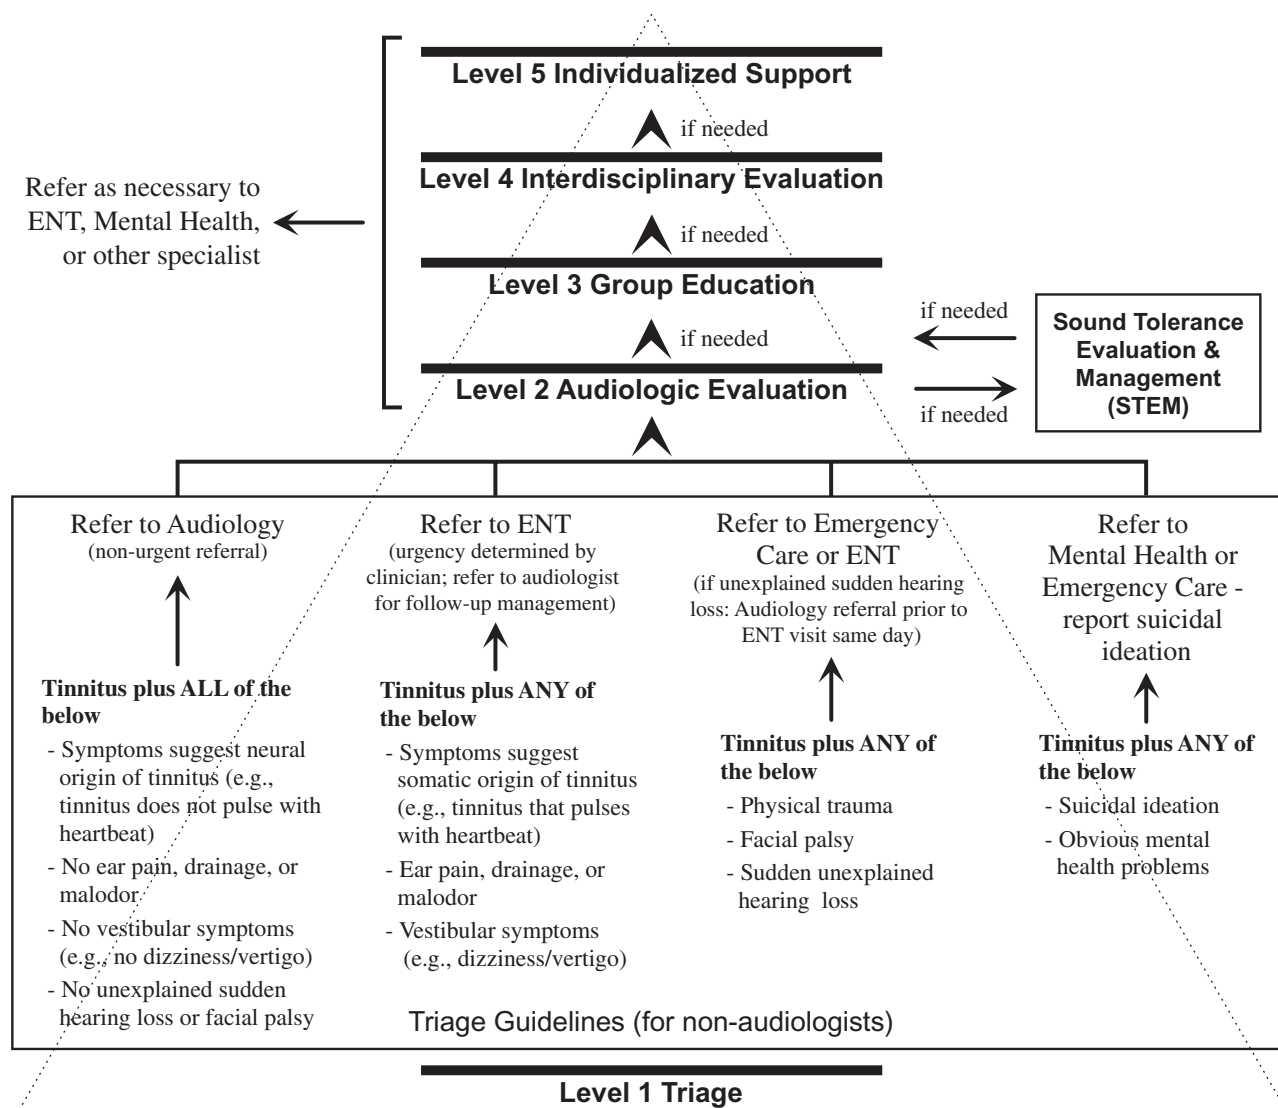 Level 5 Individualized Support
if needed
Level 4 Interdisciplinary Evaluation
Refer as necessary to
ENT, Mental Health,
or other specialist
if needed
Level 3 Group Education
if needed
Level 2 Audiologic Evaluation
if needed
if needed
Sound Tolerance
Evaluation &
Management
(STEM)
Refer to Audiology
(non-urgent referral)
Tinnitus plus ALL of the
below
- Symptoms suggest neural
origin of tinnitus (e.g.,
tinnitus does not pulse with
heartbeat)
- No ear pain, drainage, or
malodor
- No vestibular symptoms
(e.g., no dizziness/vertigo)
- No unexplained sudden
hearing loss or facial palsy
Refer to ENT
(urgency determined by
clinician; refer to audiologist
for follow-up management)
Tinnitus plus ANY of
the below
- Symptoms suggest
somatic origin of tinnitus
(e.g., tinnitus that pulses
with heartbeat)
- Ear pain, drainage, or
malodor
- Vestibular symptoms
(e.g., dizziness/vertigo)
Refer to Emergency
Care or ENT
(if unexplained sudden hearing
loss: Audiology referral prior to
ENT visit same day)
Tinnitus plus ANY of
the below
- Physical trauma
- Facial palsy
- Sudden unexplained
hearing loss
Refer to
Mental Health or
Emergency Care -
report suicidal
ideation
Tinnitus plus ANY of
the below
- Suicidal ideation
- Obvious mental
health problems
Triage Guidelines (for non-audiologists)
Level 1 Triage